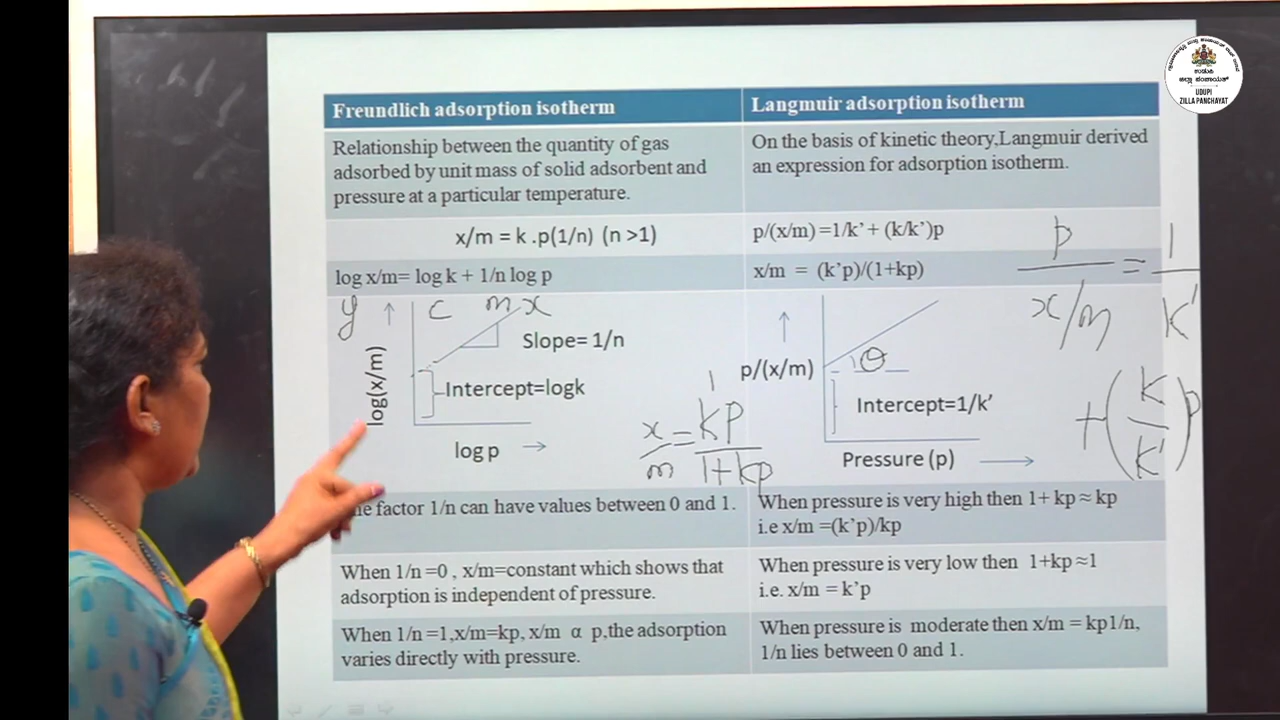 ಉಡುಪಿ
ಜಿಲ್ಲಾ ಪಂಚಾಯತ್
UDUPI
ZILLA PANCHAYAT
Freundlich adsorption isotherm
Langmuir adsorption isotherm
Relationship between the quantity of gas
adsorbed by unit mass of solid adsorbent and
pressure at a particular temperature.
On the basis of kinetic theory,Langmuir derived
an expression for adsorption isotherm.
x/m = k .p(1/n) (n >1)
p/(x/m) =1/k’ + (k/k’)p
log x/m= log k + 1/n log p
x/m = (k’p)/(1+kp)
y c m x
log(x/m)
Slope= 1/n
Intercept=logk
log p
x/m = k'p/1+kp
p/(x/m)
θ
Intercept=1/k’
Pressure (p)
p/x/m = 1/k'
+(k/k')p
factor 1/n can have values between 0 and 1.
When pressure is very high then 1+ kp ≈ kp
i.e x/m =(k’p)/kp
When 1/n =0 , x/m=constant which shows that
adsorption is independent of pressure.
When pressure is very low then 1+kp ≈1
i.e. x/m = k’p
When 1/n =1,x/m=kp, x/m α p,the adsorption
varies directly with pressure.
When pressure is moderate then x/m = kp1/n,
1/n lies between 0 and 1.